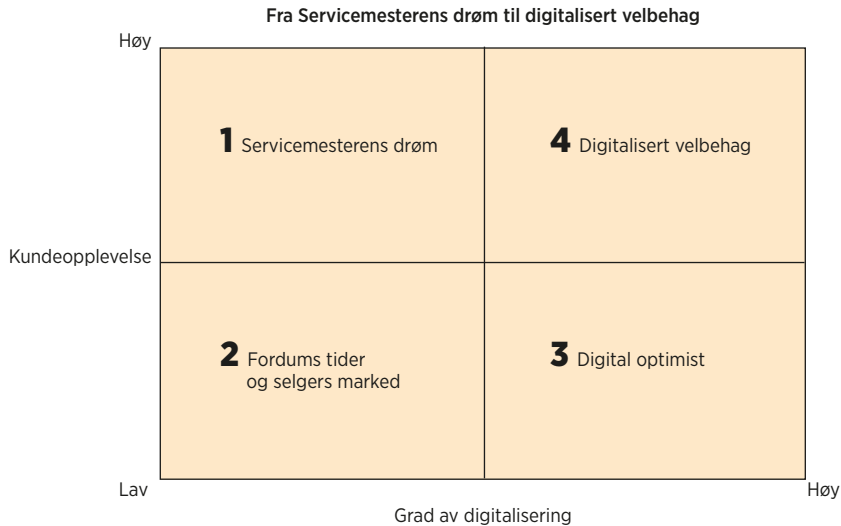 Fra Servicemesterens drøm til digitalisert velbehag
Høy
1 Servicemesterens drøm
4 Digitalisert velbehag
Kundeopplevelse
2 Fordums tider
og selgers marked
3 Digital optimist
Lav
Høy
Grad av digitalisering